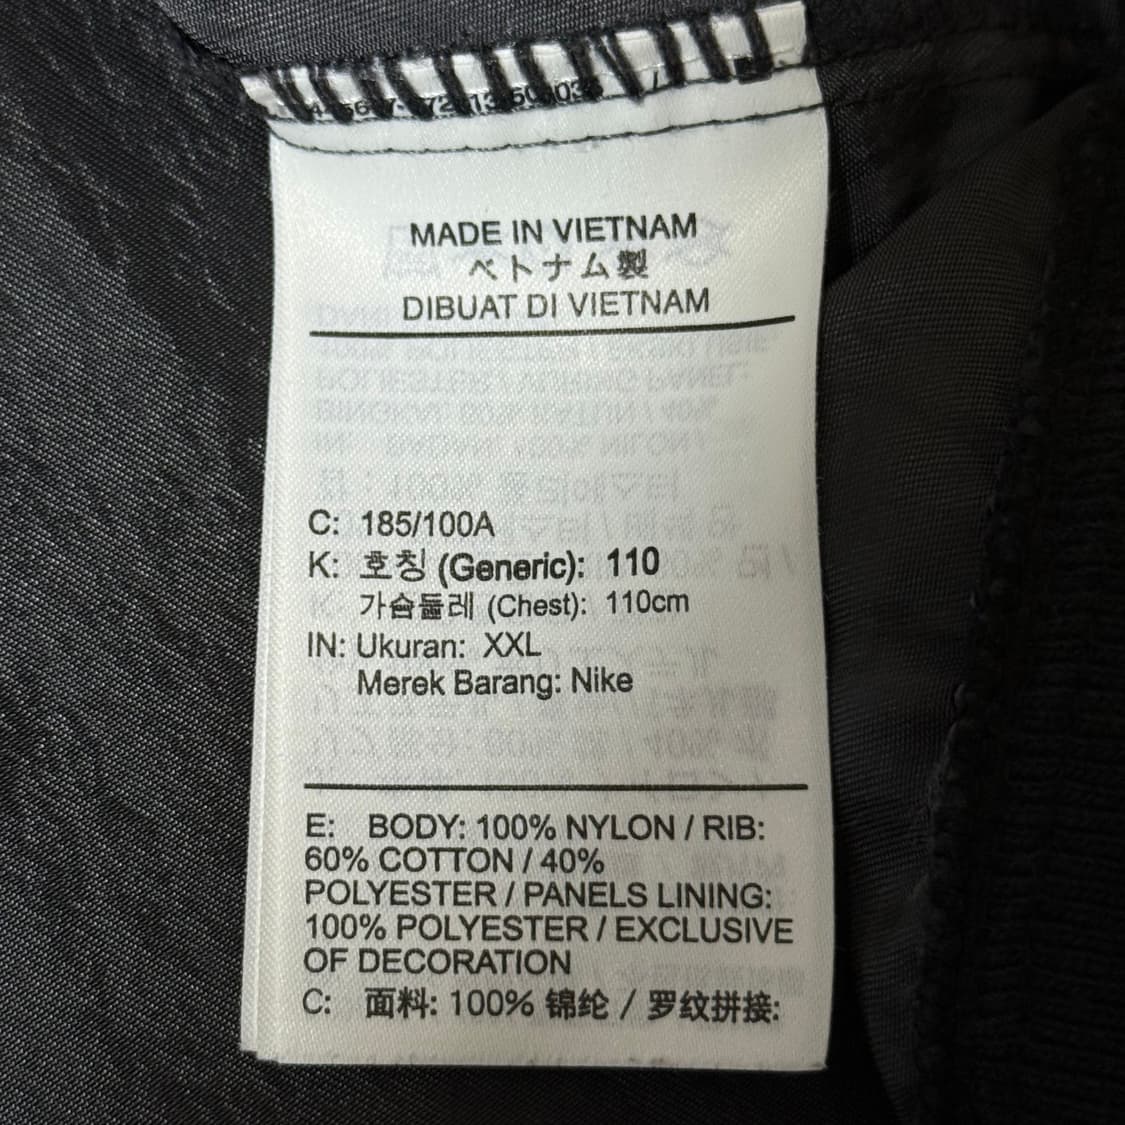 MADE IN VIETNAM
ベトナム製
DIBUAT DI VIETNAM
C: 185/100A
K: 호칭 (Generic): 110
가슴둘레 (Chest): 110cm
IN: Ukuran: XXL
Merek Barang: Nike
E: BODY: 100% NYLON / RIB:
60% COTTON / 40%
POLYESTER / PANELS LINING:
100% POLYESTER / EXCLUSIVE
OF DECORATION
C: 面料: 100% 锦纶 / 罗纹拼接: